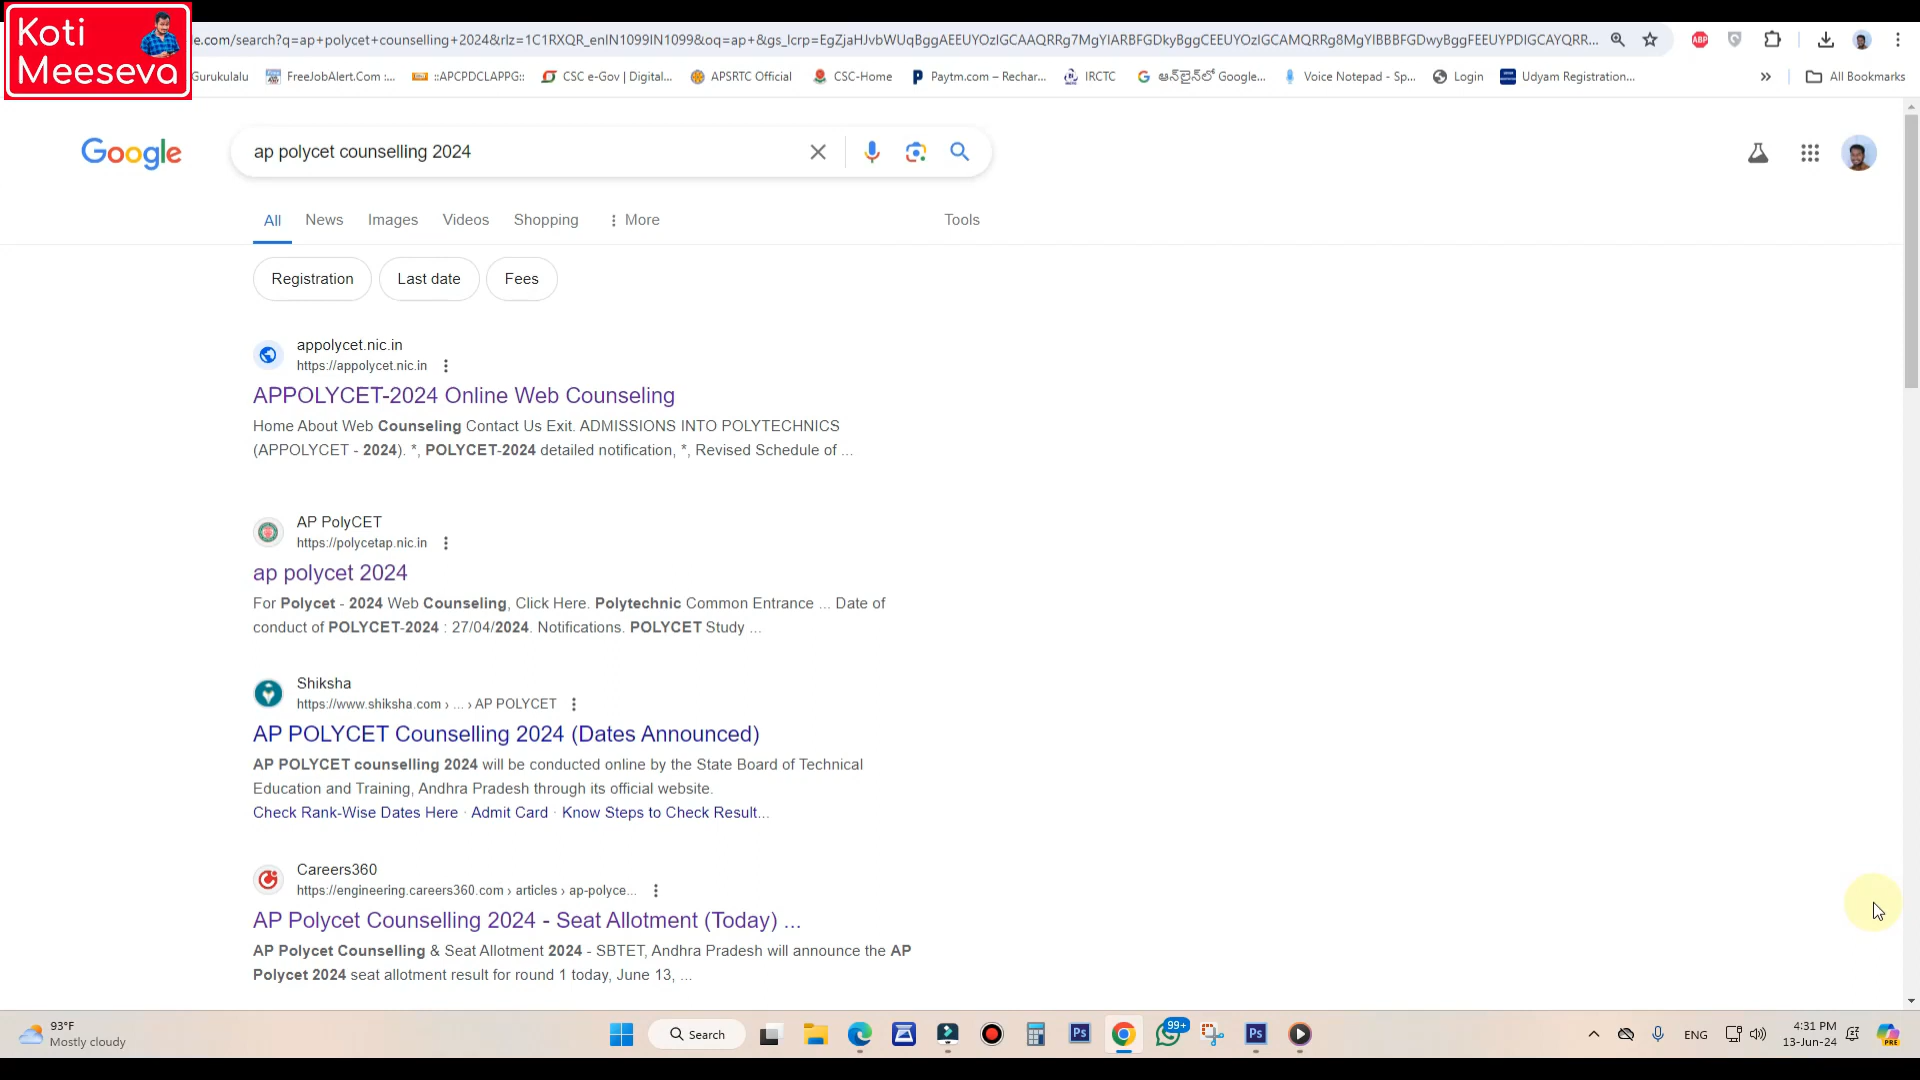 Koti
Meeseva
e.com/search?q=ap+polycet+counselling+2024&rlz=1C1RXQR_enIN1099IN1099&oq=ap+&gs_lcrp=EgZjaHJvbWUqBggAEEUYOzIGCAAQRRg7MgYIARBFGDkyBggCEEUYOzIGCAMQRRg8MgYIBBBFGDwyBggFEEUYPDIGCAYQRR...
Gurukulalu
FreeJobAlert.Com :...
::APCPDCLAPPG::
CSC e-Gov | Digital...
APSRTC Official
CSC-Home
Paytm.com – Rechar...
IRCTC
ఆన్‌లైన్‌లో Google...
Voice Notepad - Sp...
Login
Udyam Registration...
All Bookmarks
Google
ap polycet counselling 2024
All
News
Images
Videos
Shopping
More
Tools
Registration
Last date
Fees
appolycet.nic.in
https://appolycet.nic.in
APPOLYCET-2024 Online Web Counseling
Home About Web Counseling Contact Us Exit. ADMISSIONS INTO POLYTECHNICS
(APPOLYCET - 2024). *, POLYCET-2024 detailed notification, *, Revised Schedule of ...
AP PolyCET
https://polycetap.nic.in
ap polycet 2024
For Polycet - 2024 Web Counseling, Click Here. Polytechnic Common Entrance ... Date of
conduct of POLYCET-2024 : 27/04/2024. Notifications. POLYCET Study ...
Shiksha
https://www.shiksha.com › ... › AP POLYCET
AP POLYCET Counselling 2024 (Dates Announced)
AP POLYCET counselling 2024 will be conducted online by the State Board of Technical
Education and Training, Andhra Pradesh through its official website.
Check Rank-Wise Dates Here · Admit Card · Know Steps to Check Result...
Careers360
https://engineering.careers360.com › articles › ap-polyce...
AP Polycet Counselling 2024 - Seat Allotment (Today) ...
AP Polycet Counselling & Seat Allotment 2024 - SBTET, Andhra Pradesh will announce the AP
Polycet 2024 seat allotment result for round 1 today, June 13, ...
93°F
Mostly cloudy
Search
Ps
99+
Ps
ENG
4:31 PM
13-Jun-24
PRE
ABP